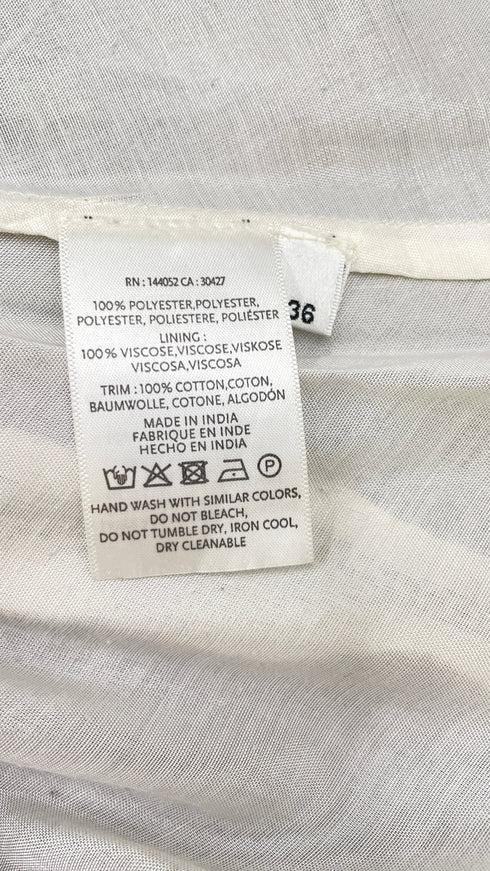 RN : 144052 CA : 30427
100% POLYESTER,POLYESTER,
POLYESTER, POLIESTERE, POLIÉSTER
LINING :
100% VISCOSE,VISCOSE,VISKOSE
VISCOSA,VISCOSA
TRIM : 100% COTTON,COTON,
BAUMWOLLE, COTONE, ALGODÓN
MADE IN INDIA
FABRIQUE EN INDE
HECHO EN INDIA
P
HAND WASH WITH SIMILAR COLORS,
DO NOT BLEACH,
DO NOT TUMBLE DRY, IRON COOL,
DRY CLEANABLE
36